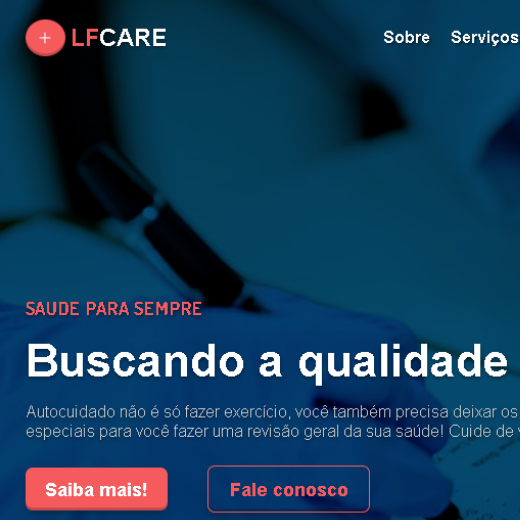 LFCARE
Sobre Serviços
SAUDE PARA SEMPRE
Buscando a qualidade
Autocuidado não é só fazer exercício, você também precisa deixar os
especiais para você fazer uma revisão geral da sua saúde! Cuide de
Saiba mais! Fale conosco